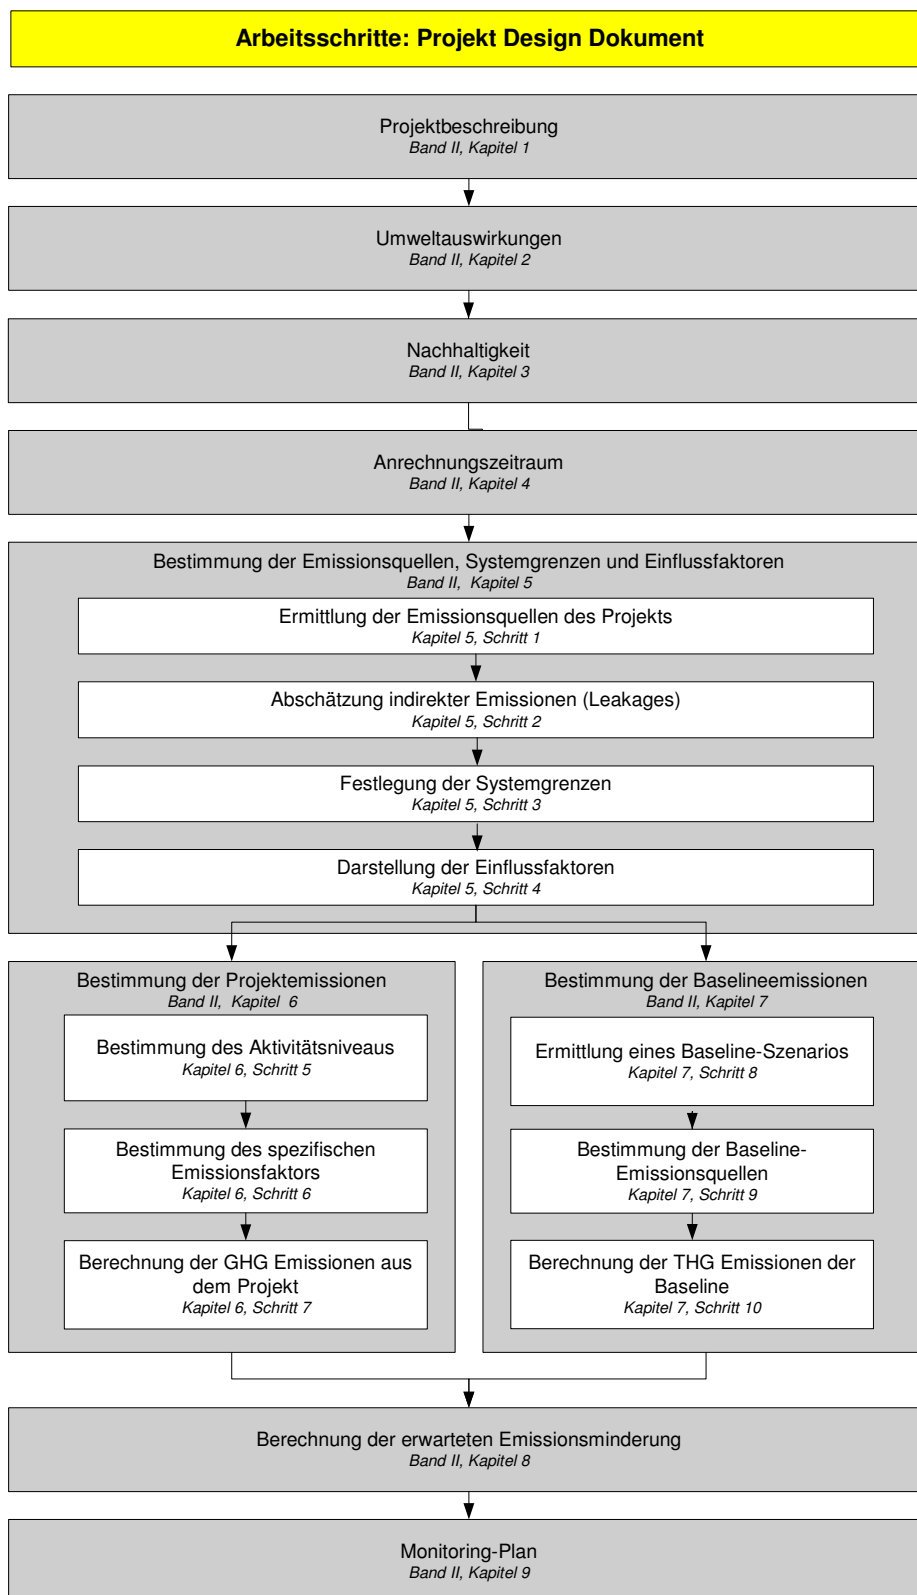 Arbeitsschritte: Projekt Design Dokument
Projektbeschreibung
Band II, Kapitel 1
Umweltauswirkungen
Band II, Kapitel 2
Nachhaltigkeit
Band II, Kapitel 3
Anrechnungszeitraum
Band II, Kapitel 4
Bestimmung der Emissionsquellen, Systemgrenzen und Einflussfaktoren
Band II, Kapitel 5
Ermittlung der Emissionsquellen des Projekts
Kapitel 5, Schritt 1
Abschätzung indirekter Emissionen (Leakages)
Kapitel 5, Schritt 2
Festlegung der Systemgrenzen
Kapitel 5, Schritt 3
Darstellung der Einflussfaktoren
Kapitel 5, Schritt 4
Bestimmung der Projektemissionen
Band II, Kapitel 6
Bestimmung des Aktivitätsniveaus
Kapitel 6, Schritt 5
Bestimmung des spezifischen
Emissionsfaktors
Kapitel 6, Schritt 6
Berechnung der GHG Emissionen aus
dem Projekt
Kapitel 6, Schritt 7
Bestimmung der Baselineemissionen
Band II, Kapitel 7
Ermittlung eines Baseline-Szenarios
Kapitel 7, Schritt 8
Bestimmung der Baseline-
Emissionsquellen
Kapitel 7, Schritt 9
Berechnung der THG Emissionen der
Baseline
Kapitel 7, Schritt 10
Berechnung der erwarteten Emissionsminderung
Band II, Kapitel 8
Monitoring-Plan
Band II, Kapitel 9